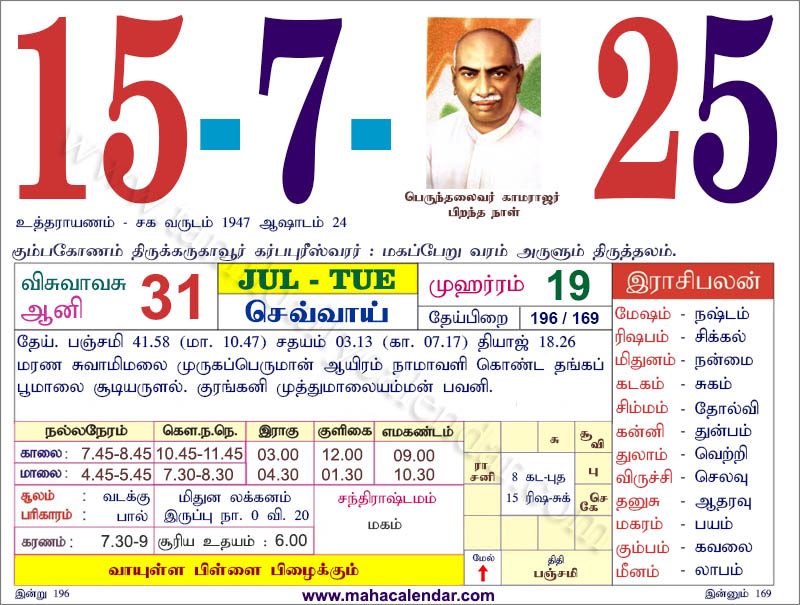 15-7-25
பெருந்தலைவர் காமராஜர்
பிறந்த நாள்
உத்தராயணம் - சக வருடம் 1947 ஆஷாடம் 24
கும்பகோணம் திருக்கருகாவூர் கர்பபுரீஸ்வரர் : மகப்பேறு வரம் அருளும் திருத்தலம்.
விசுவாவசு
ஆனி 31
JUL - TUE
செவ்வாய்
முஹர்ரம் 19
தேய்பிறை 196 / 169
தேய். பஞ்சமி 41.58 (மா. 10.47) சதயம் 03.13 (கா. 07.17) தியாஜ் 18.26
மரண சுவாமிமலை முருகப்பெருமான் ஆயிரம் நாமாவளி கொண்ட தங்கப்
பூமாலை சூடியருளல். குரங்கனி முத்துமாலையம்மன் பவனி.
நல்லநேரம் கௌ.ந.நெ. இராகு குளிகை எமகண்டம்
காலை: 7.45-8.45 10.45-11.45 03.00 12.00 09.00
மாலை: 4.45-5.45 7.30-8.30 04.30 01.30 10.30
சூலம் : வடக்கு மிதுன லக்கனம் சந்திராஷ்டமம்
பரிகாரம் : பால் இருப்பு நா. 0 வி. 20 மகம்
கரணம்: 7.30-9 சூரிய உதயம் : 6.00
வாயுள்ள பிள்ளை பிழைக்கும்
சு சூ
வி
ரா
சனி
8 கட-புத
15 ரிஷ-சுக்
பு
செ
கே
மேல்
↑
திதி
பஞ்சமி
இராசிபலன்
மேஷம் - நஷ்டம்
ரிஷபம் - சிக்கல்
மிதுனம் - நன்மை
கடகம் - சுகம்
சிம்மம் - தோல்வி
கன்னி - துன்பம்
துலாம் - வெற்றி
விருச்சி - செலவு
தனுசு - ஆதரவு
மகரம் - பயம்
கும்பம் - கவலை
மீனம் - லாபம்
இன்று 196
www.mahacalendar.com
இன்னும் 169